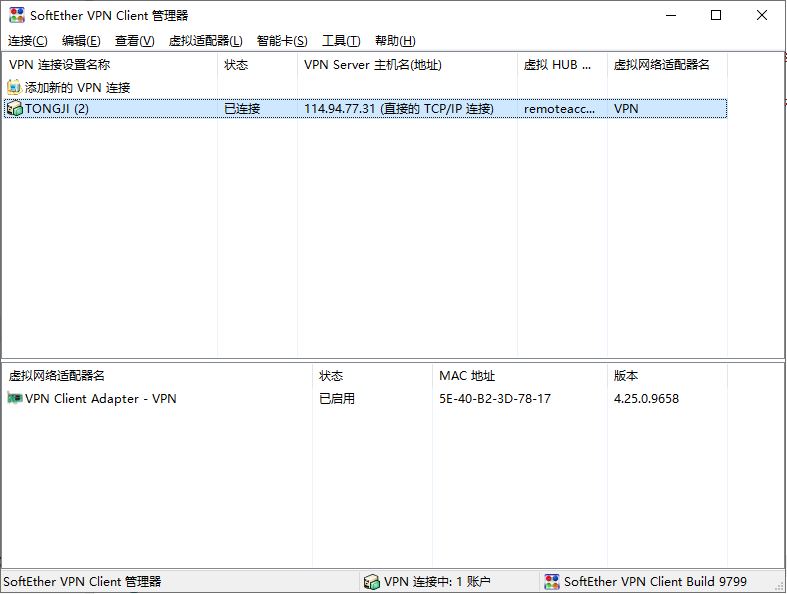 SoftEther VPN Client 管理器
连接(C) 编辑(E) 查看(V) 虚拟适配器(L) 智能卡(S) 工具(T) 帮助(H)
VPN 连接设置名称 状态 VPN Server 主机名(地址) 虚拟 HUB ... 虚拟网络适配器名
添加新的 VPN 连接
TONGJI (2) 已连接 114.94.77.31 (直接的 TCP/IP 连接) remoteacc... VPN
虚拟网络适配器名 状态 MAC 地址 版本
VPN Client Adapter - VPN 已启用 5E-40-B2-3D-78-17 4.25.0.9658
SoftEther VPN Client 管理器 VPN 连接中: 1 账户 SoftEther VPN Client Build 9799